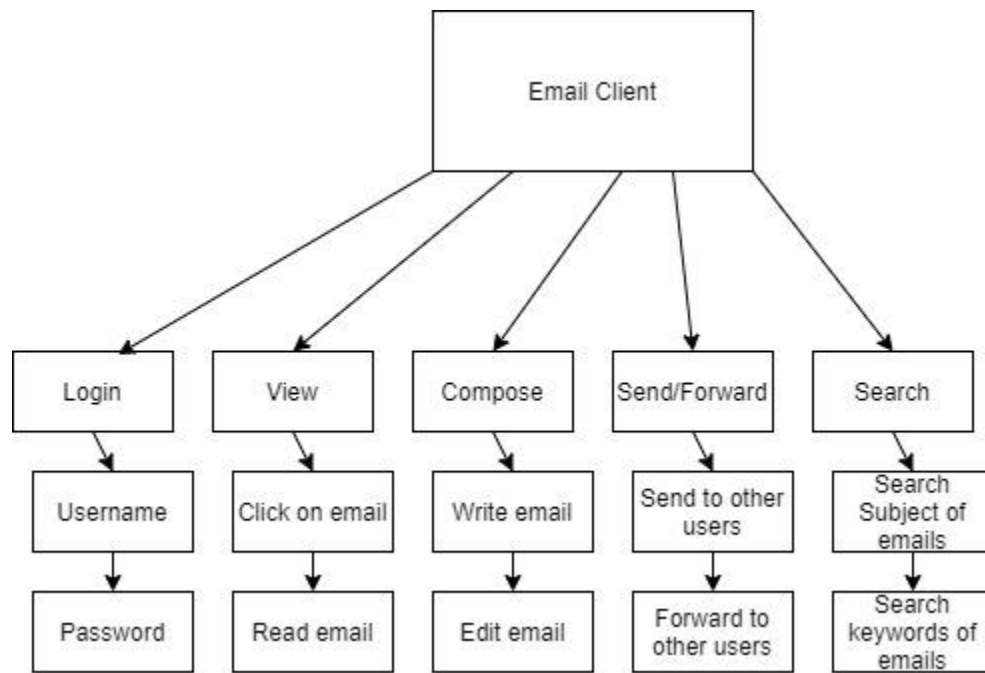 Email Client
Login
View
Compose
Send/Forward
Search
Username
Click on email
Write email
Send to other
users
Search
Subject of
emails
Password
Read email
Edit email
Forward to
other users
Search
keywords of
emails